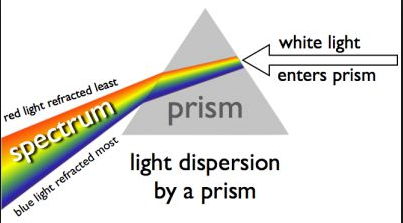 white light
enters prism
red light refracted least
prism
spectrum
blue light refracted most
light dispersion
by a prism